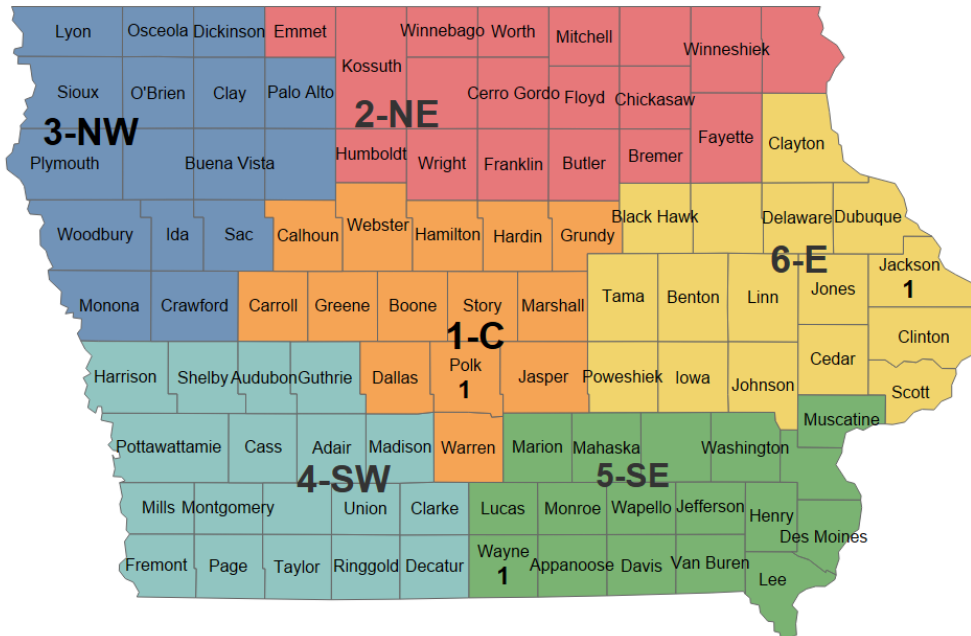 Lyon Osceola Dickinson Emmet Winnebago Worth Mitchell Winneshiek
Kossuth
Sioux O'Brien Clay Palo Alto Cerro Gordo Floyd Chickasaw
2-NE
3-NW
Fayette
Clayton
Plymouth Buena Vista Humboldt Wright Franklin Butler Bremer
Woodbury Ida Sac Calhoun Webster Hamilton Hardin Grundy Black Hawk Delaware Dubuque
6-E
Jackson
1
Monona Crawford Carroll Greene Boone Story Marshall Tama Benton Linn Jones
1-C
Clinton
Harrison Shelby Audubon Guthrie Dallas Polk Jasper Poweshiek Iowa Johnson Cedar
1
Scott
Muscatine
Pottawattamie Cass Adair Madison Warren Marion Mahaska Washington
4-SW
5-SE
Mills Montgomery Union Clarke Lucas Monroe Wapello Jefferson Henry
Des Moines
Fremont Page Taylor Ringgold Decatur Wayne Appanoose Davis Van Buren
1
Lee